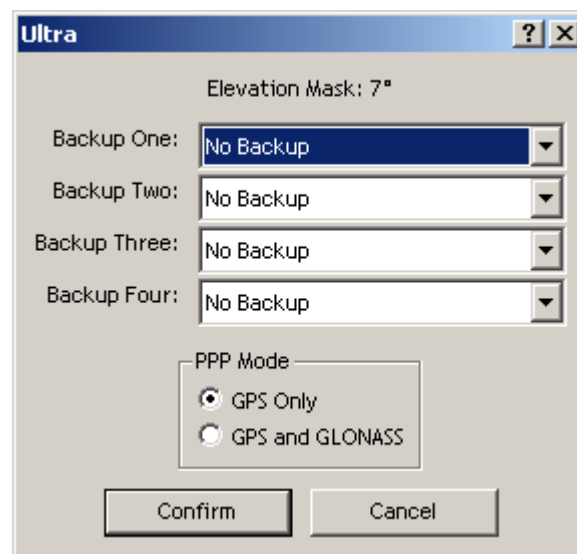 Ultra
Elevation Mask: 7°
Backup One: No Backup
Backup Two: No Backup
Backup Three: No Backup
Backup Four: No Backup
PPP Mode
GPS Only
GPS and GLONASS
Confirm Cancel